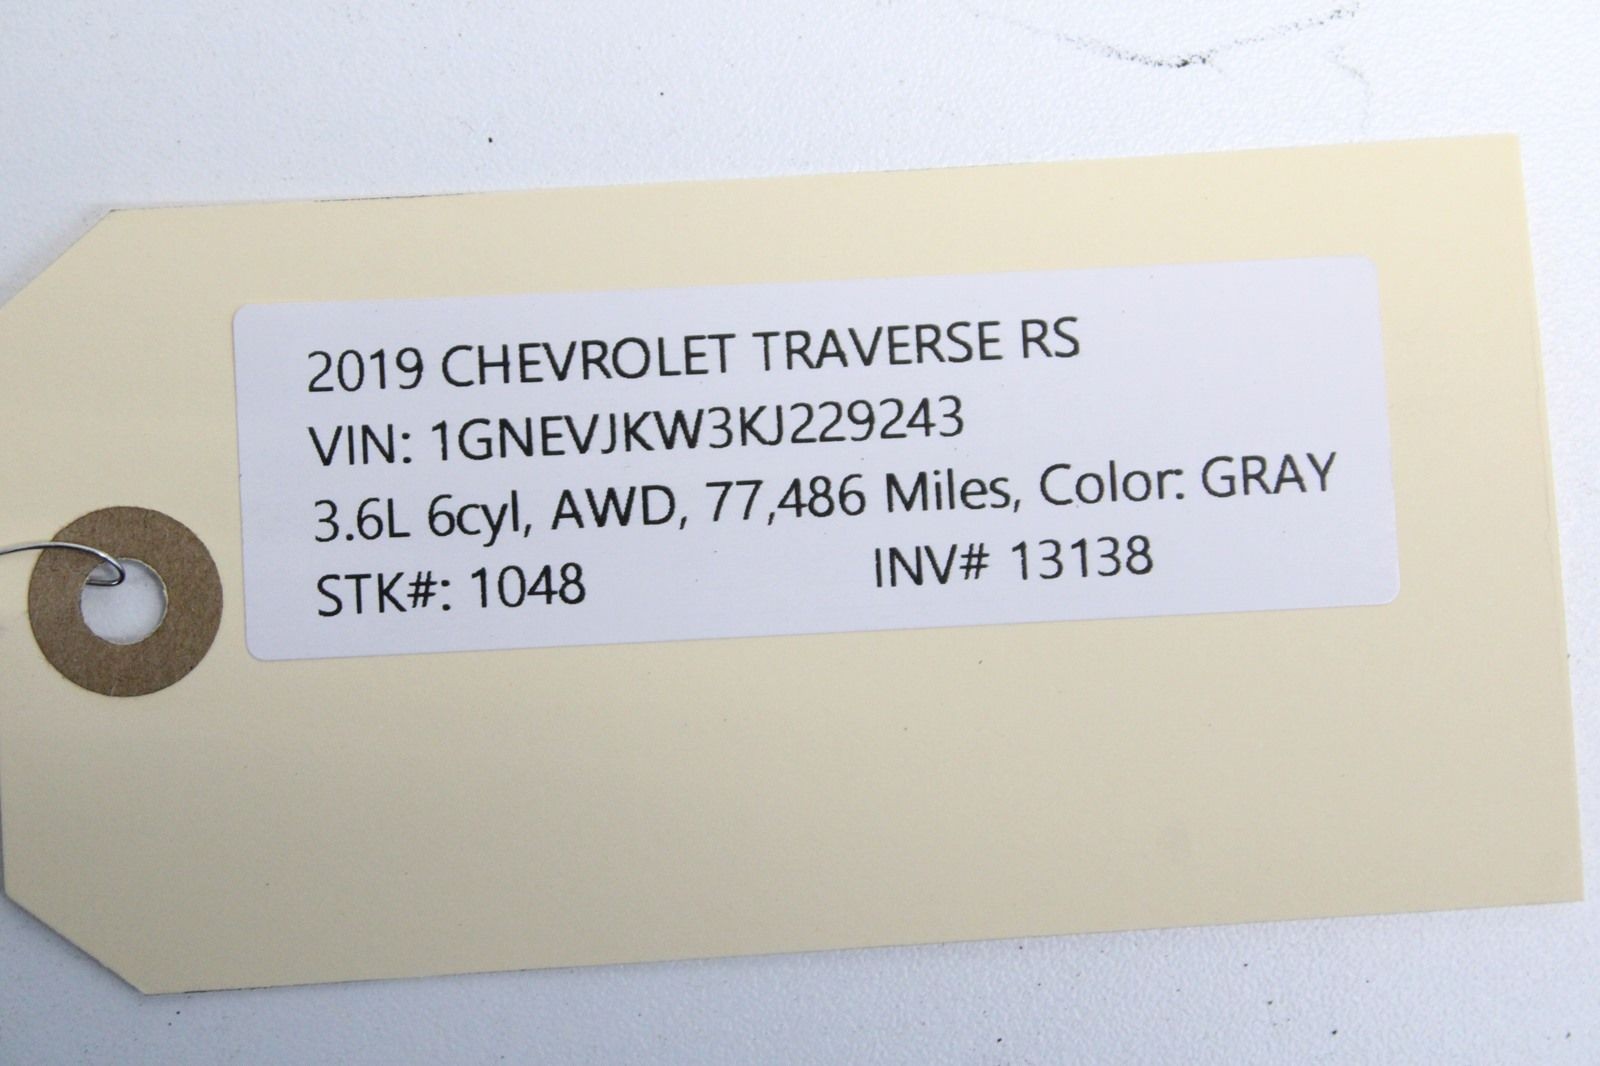 2019 CHEVROLET TRAVERSE RS
VIN: 1GNEVJKW3KJ229243
3.6L 6cyl, AWD, 77,486 Miles, Color: GRAY
STK#: 1048 INV# 13138